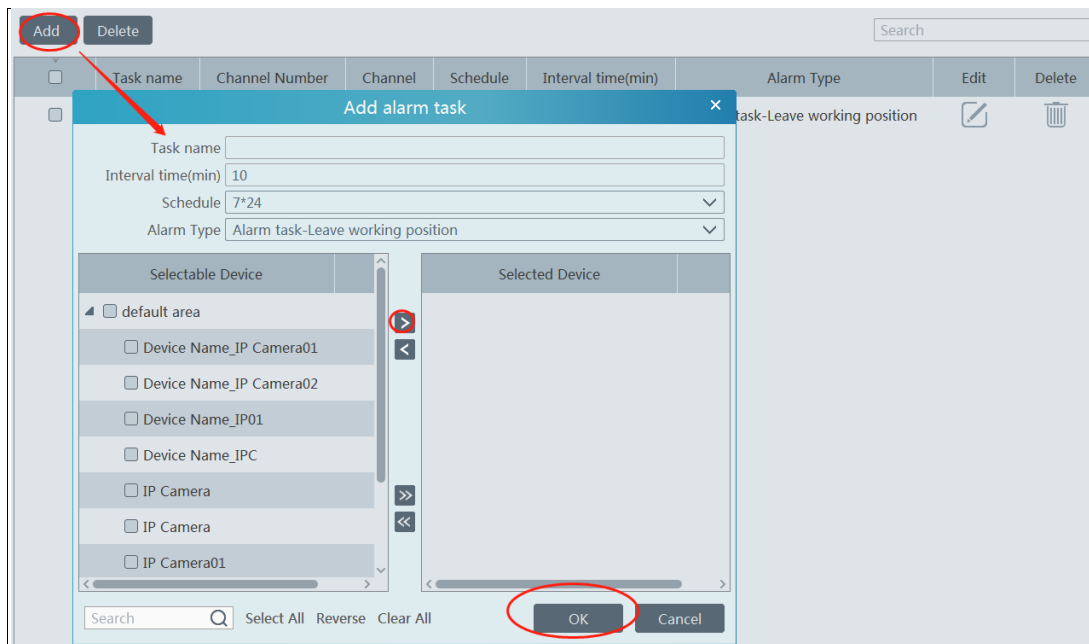 Add Delete Search
Task name Channel Number Channel Schedule Interval time(min) Alarm Type Edit Delete
Add alarm task ×
task-Leave working position
Task name
Interval time(min) 10
Schedule 7*24
Alarm Type Alarm task-Leave working position
Selectable Device Selected Device
default area
Device Name_IP Camera01
Device Name_IP Camera02
Device Name_IP01
Device Name_IPC
IP Camera
IP Camera
IP Camera01
Search Select All Reverse Clear All OK Cancel